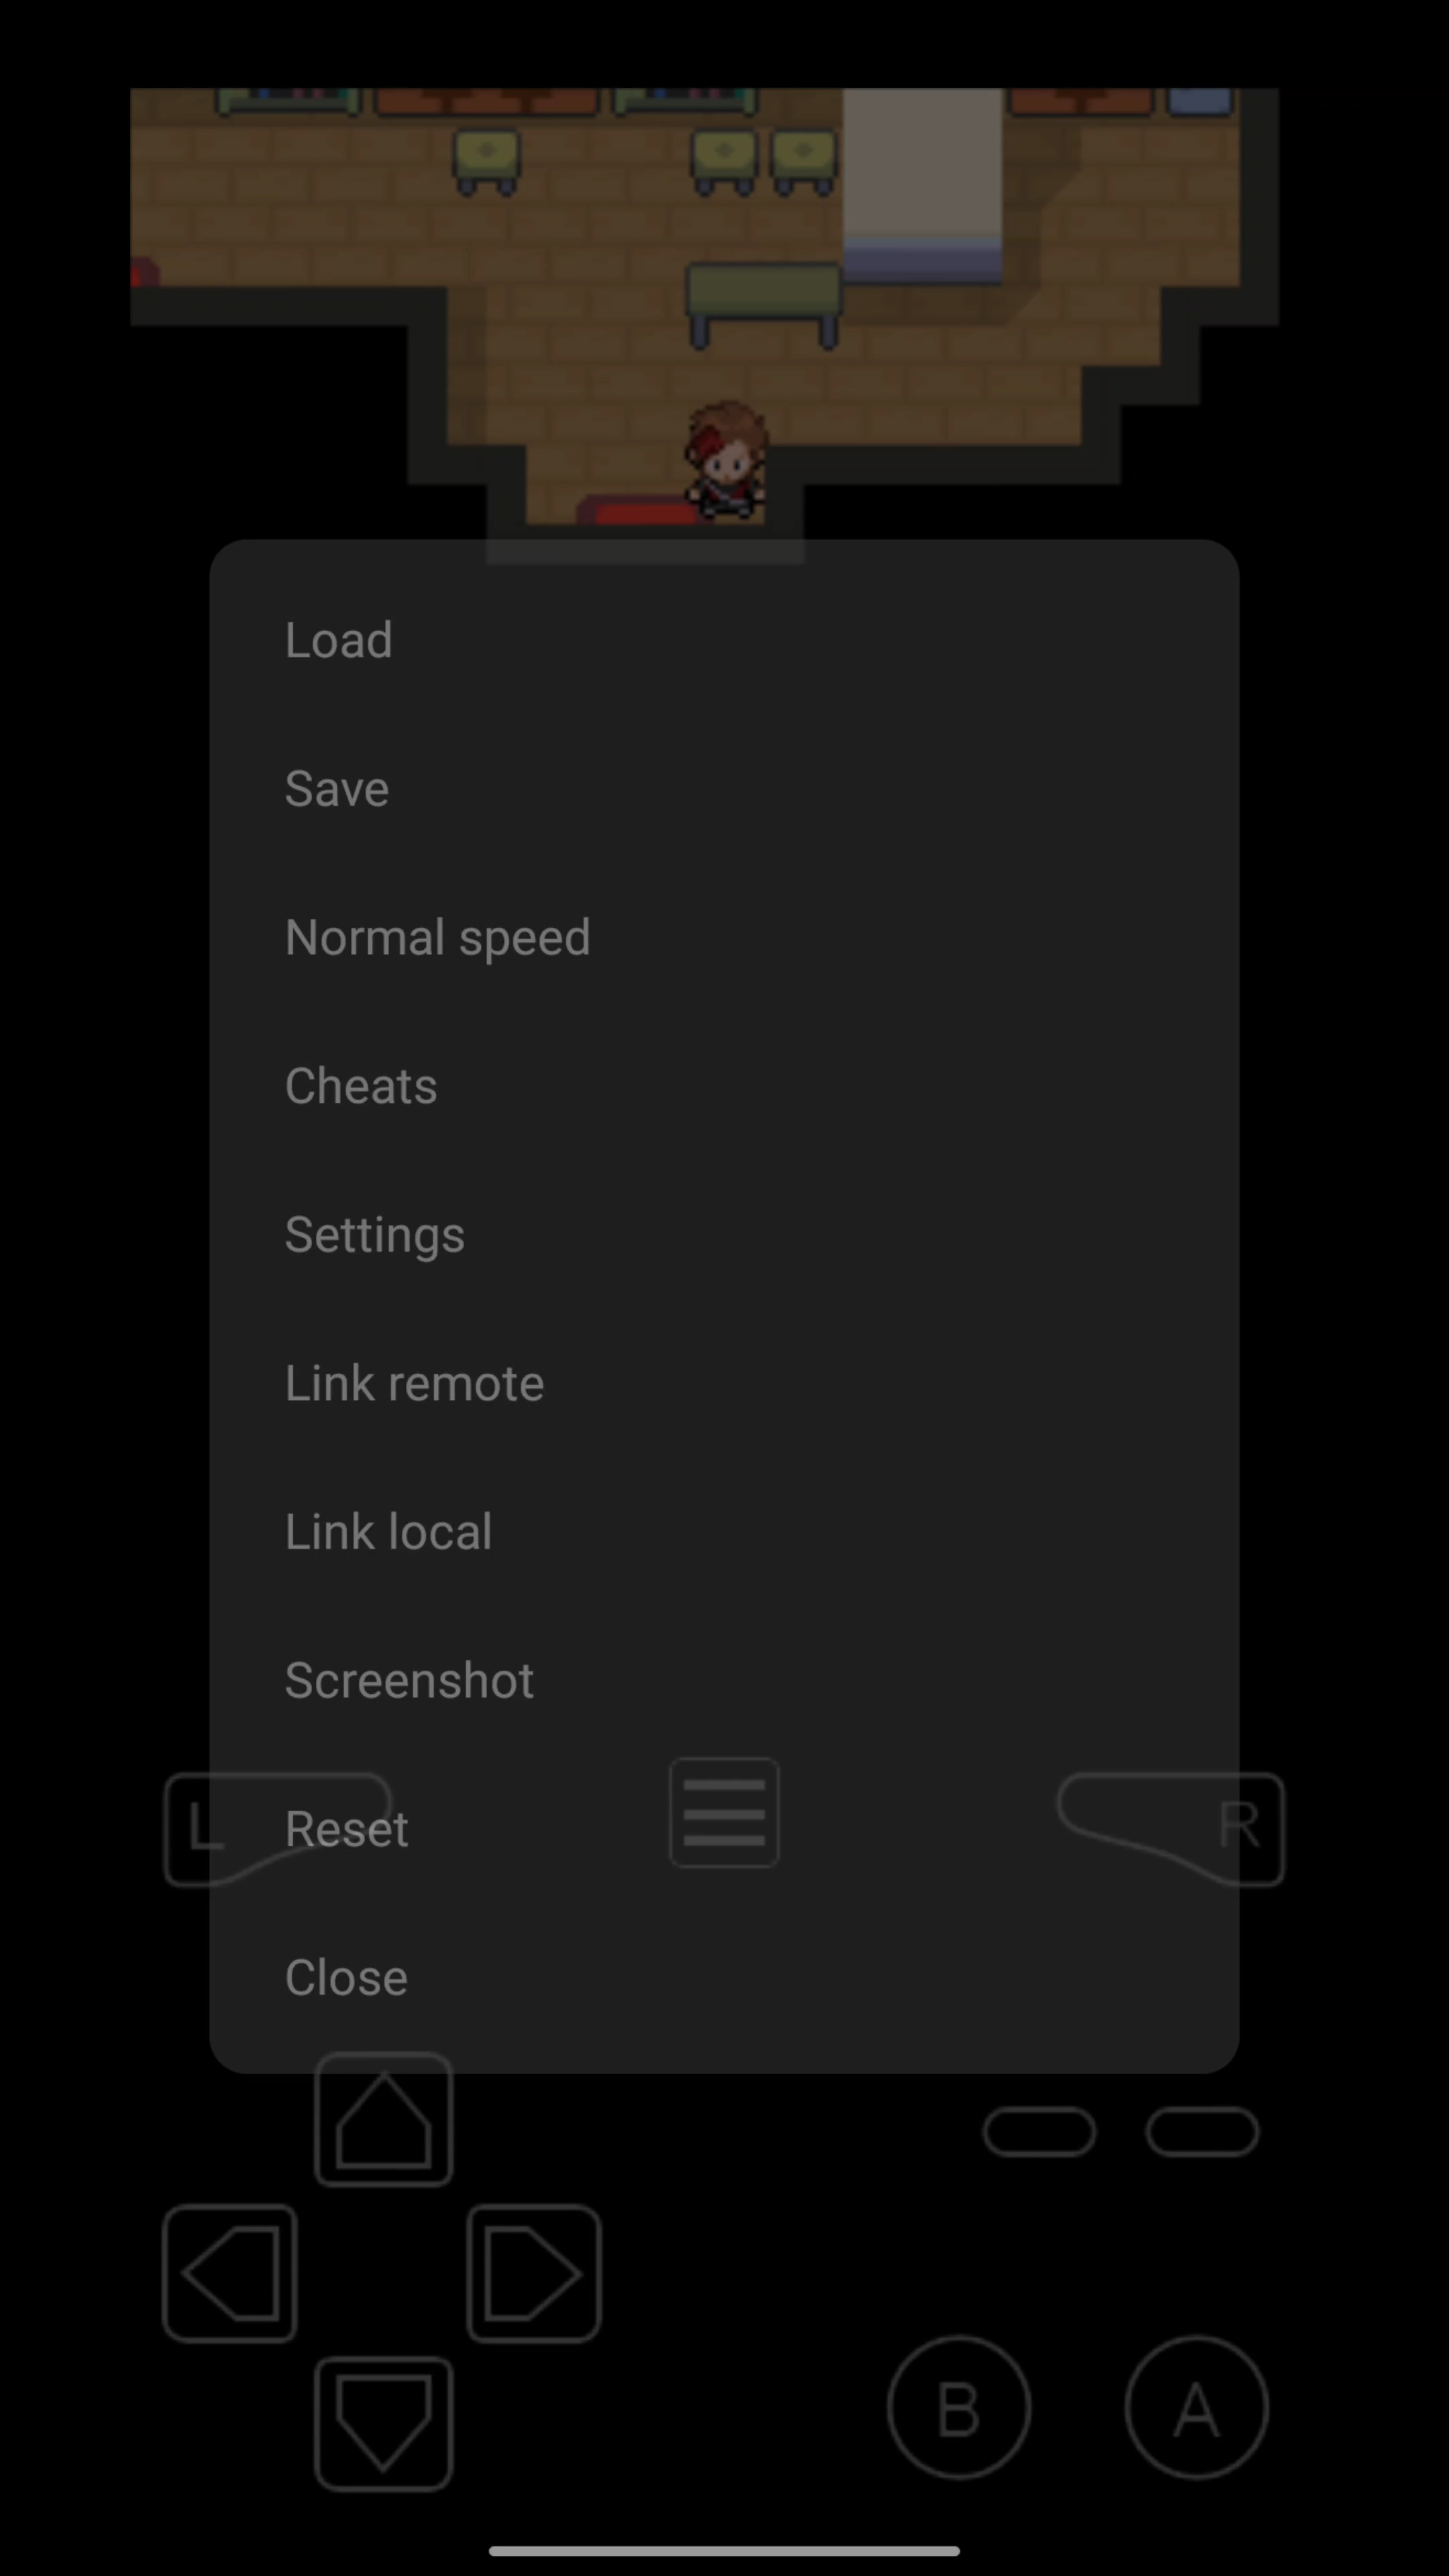 Load
Save
Normal speed
Cheats
Settings
Link remote
Link local
Screenshot
L
R
Reset
Close
B
A